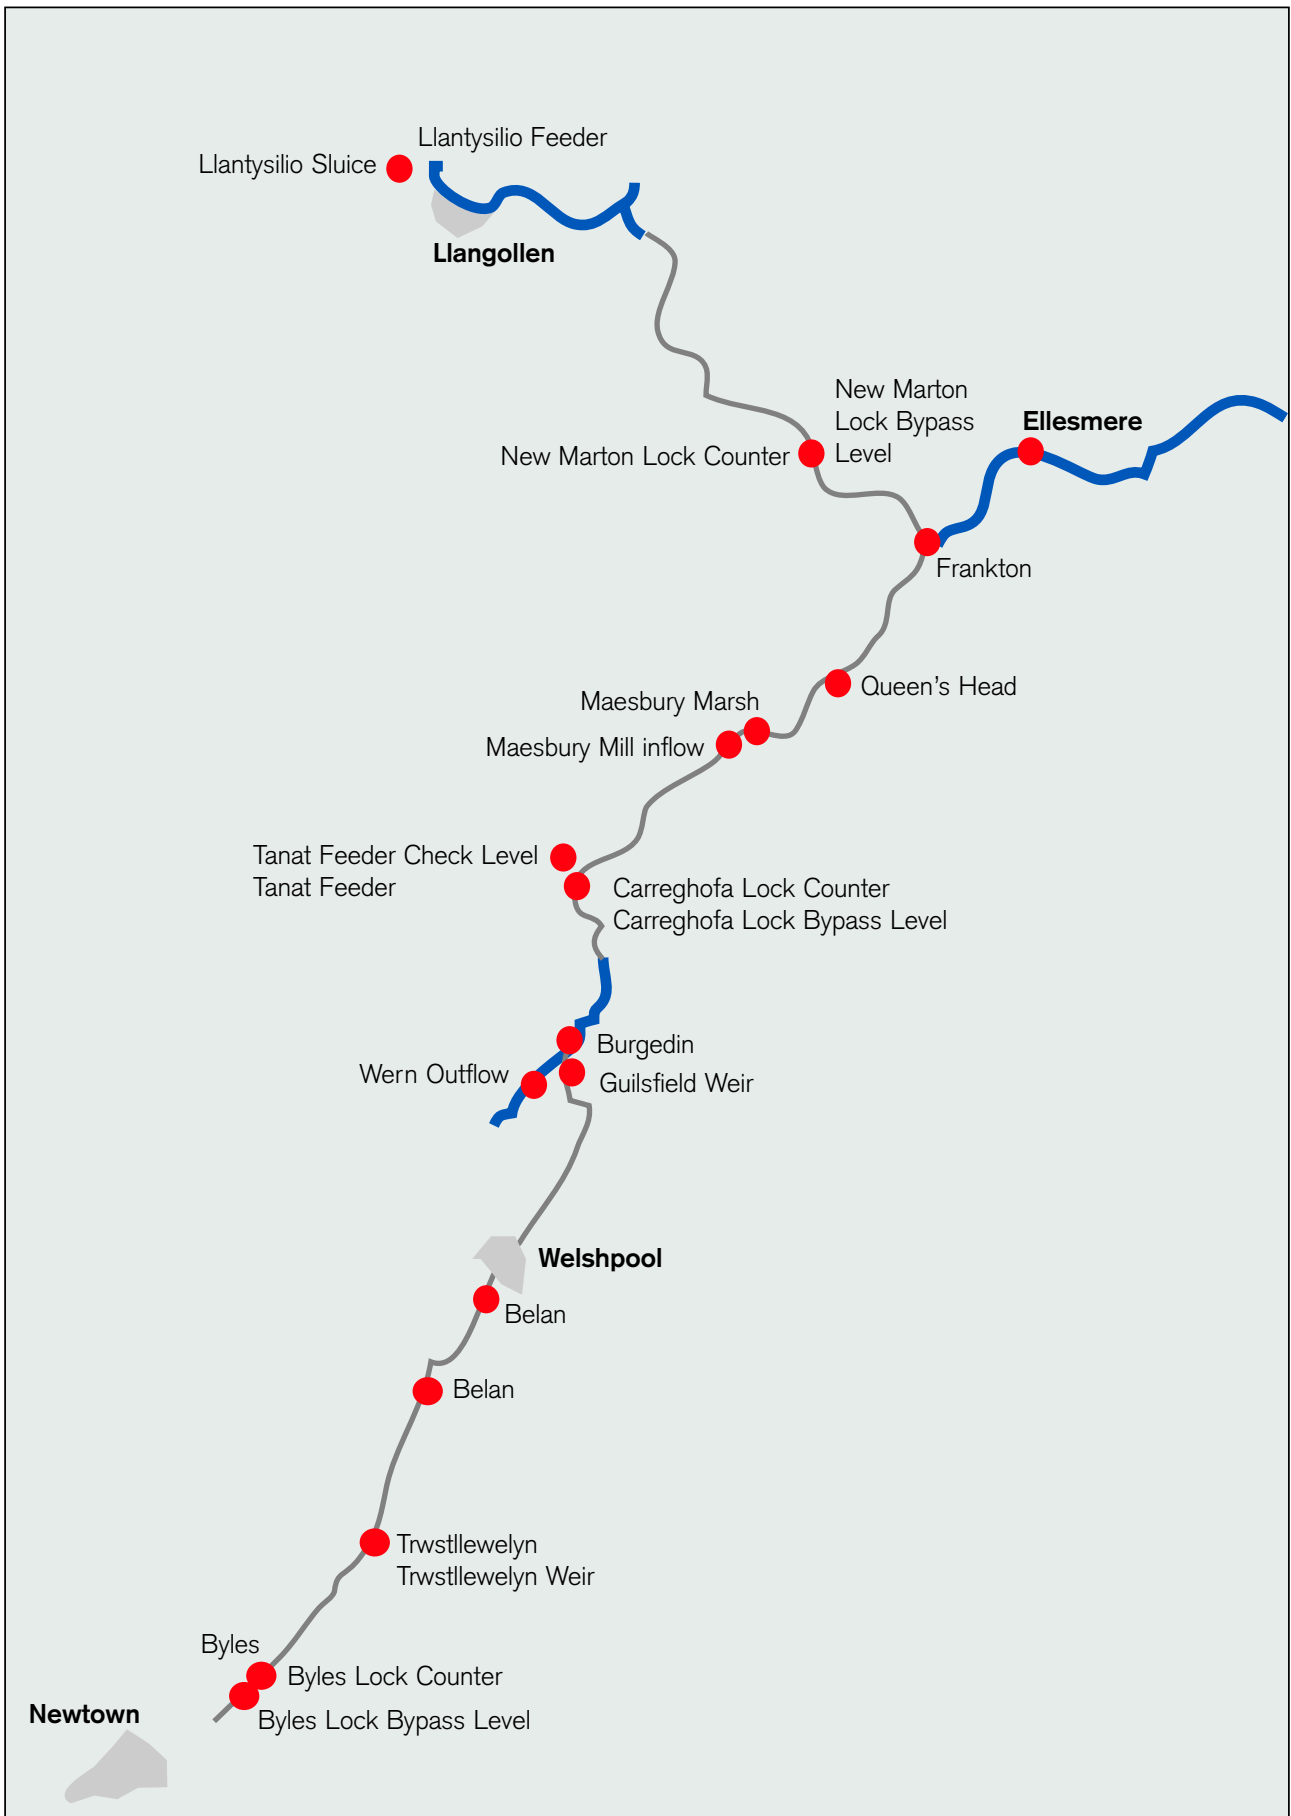 Llantysilio Feeder
Llantysilio Sluice
Llangollen
New Marton
Lock Bypass
Level
Ellesmere
New Marton Lock Counter
Frankton
Queen's Head
Maesbury Marsh
Maesbury Mill inflow
Tanat Feeder Check Level
Tanat Feeder
Carreghofa Lock Counter
Carreghofa Lock Bypass Level
Burgedin
Wern Outflow
Guilsfield Weir
Welshpool
Belan
Belan
Trwstllewelyn
Trwstllewelyn Weir
Byles
Byles Lock Counter
Newtown
Byles Lock Bypass Level